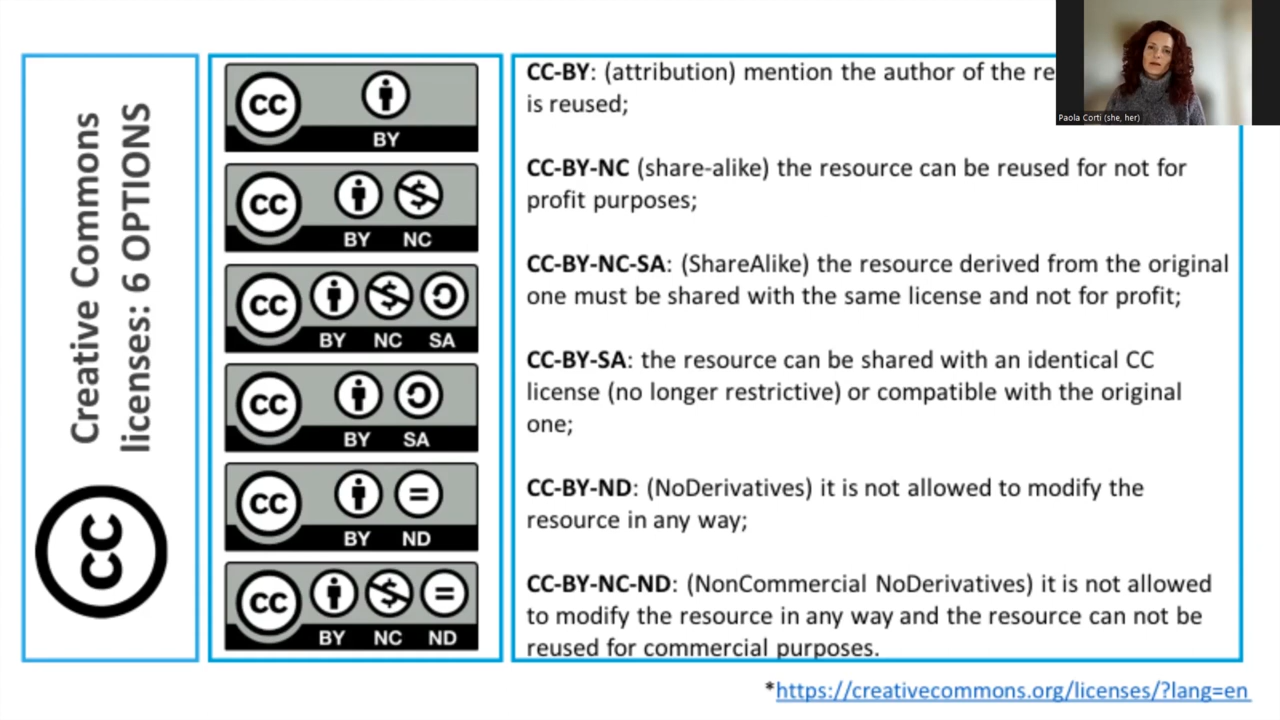 Creative Commons
licenses: 6 OPTIONS
CC
CC
BY
CC
BY NC
CC
BY NC SA
CC
BY SA
CC
BY ND
CC
BY NC ND
CC-BY: (attribution) mention the author of the
is reused;
CC-BY-NC (share-alike) the resource can be reused for not for
profit purposes;
CC-BY-NC-SA: (ShareAlike) the resource derived from the original
one must be shared with the same license and not for profit;
CC-BY-SA: the resource can be shared with an identical CC
license (no longer restrictive) or compatible with the original
one;
CC-BY-ND: (NoDerivatives) it is not allowed to modify the
resource in any way;
CC-BY-NC-ND: (NonCommercial NoDerivatives) it is not allowed
to modify the resource in any way and the resource can not be
reused for commercial purposes.
*https://creativecommons.org/licenses/?lang=en
Paola Corti (she, her)